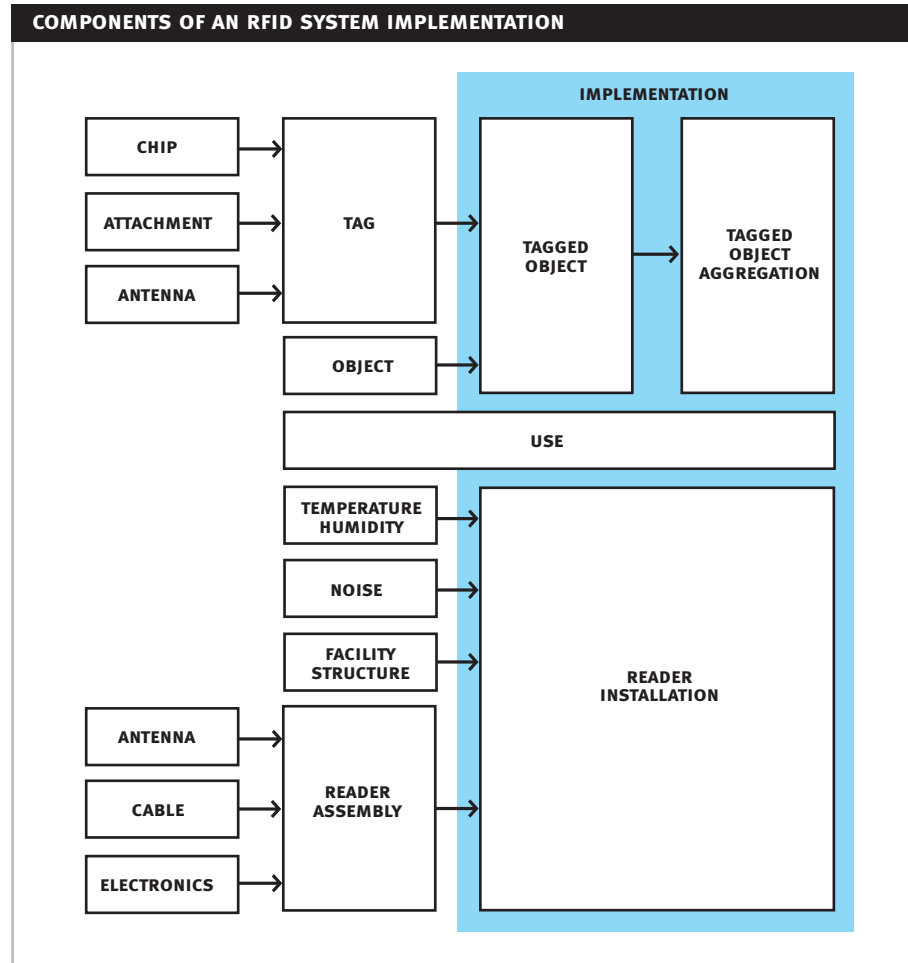 COMPONENTS OF AN RFID SYSTEM IMPLEMENTATION
IMPLEMENTATION
CHIP
ATTACHMENT
ANTENNA
TAG
OBJECT
TAGGED
OBJECT
TAGGED
OBJECT
AGGREGATION
USE
TEMPERATURE
HUMIDITY
NOISE
FACILITY
STRUCTURE
ANTENNA
CABLE
ELECTRONICS
READER
ASSEMBLY
READER
INSTALLATION